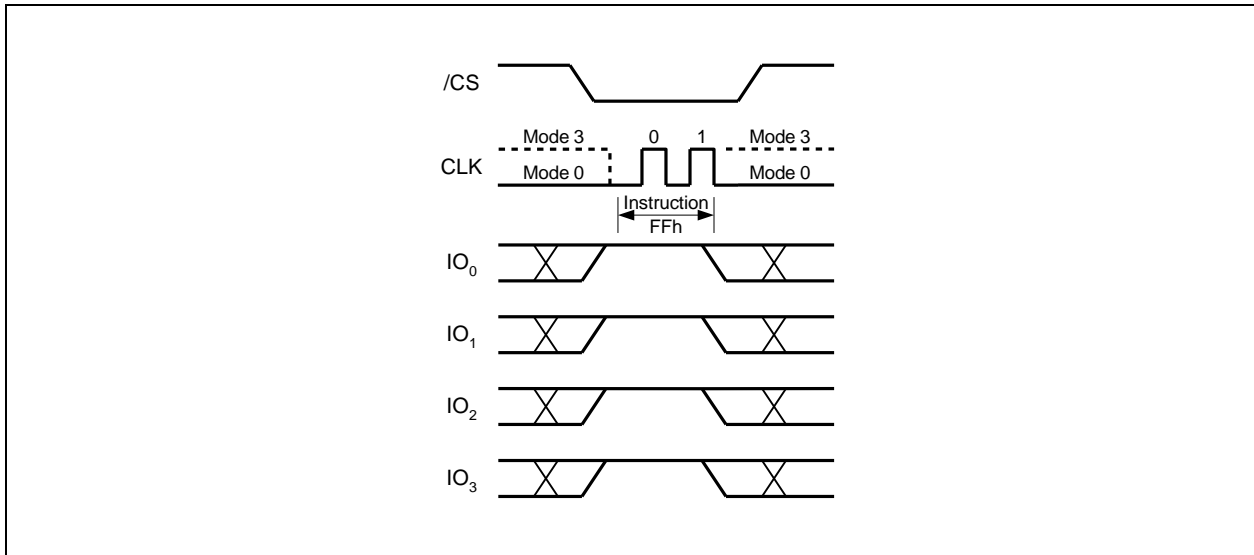 /CS
Mode 3 0 1 Mode 3
CLK Mode 0 Mode 0
Instruction
FFh
IO0
IO1
IO2
IO3